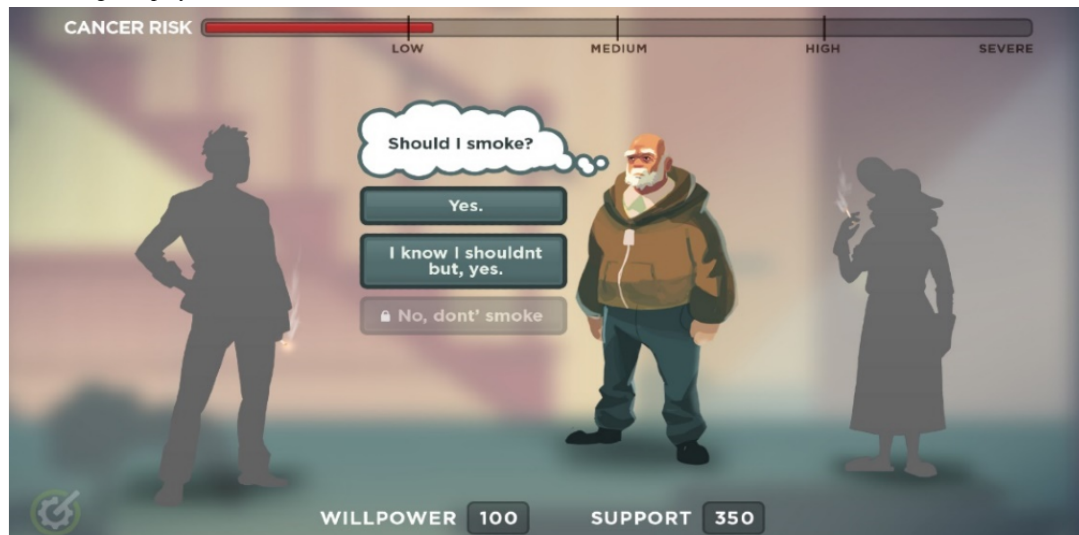 CANCER RISK
LOW
MEDIUM
HIGH
SEVERE
Should I smoke?
Yes.
I know I shouldnt
but, yes.
No, dont' smoke
WILLPOWER 100
SUPPORT 350